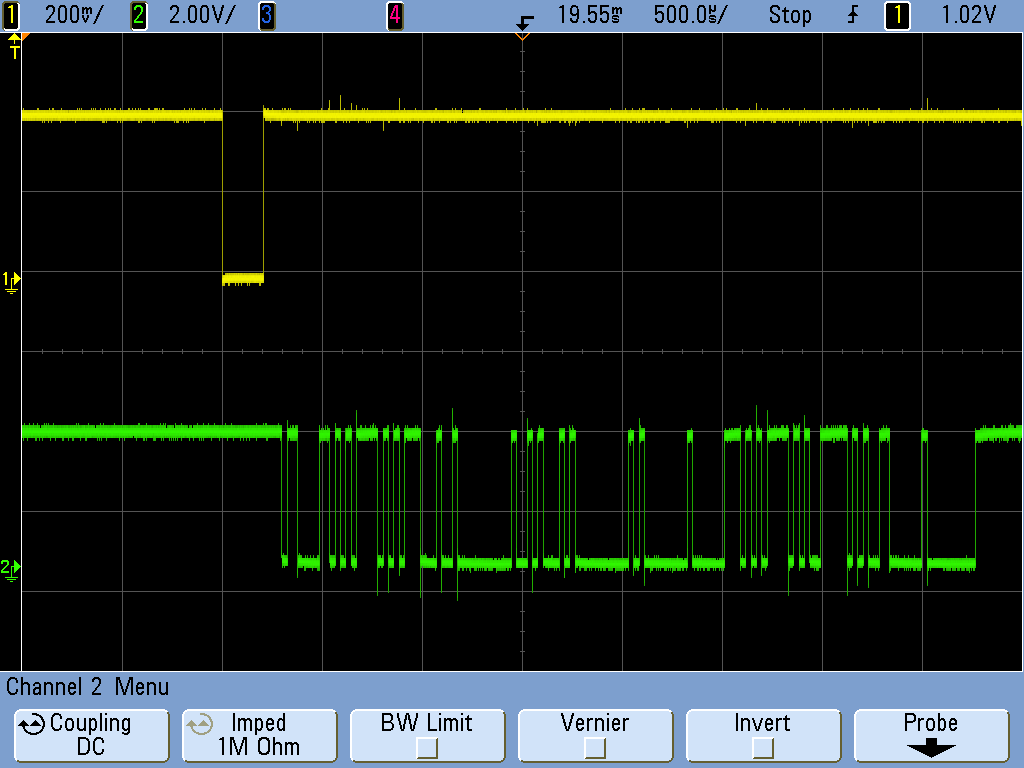 1 200mV/ 2 2.00V/ 3 4 19.55ms 500.0µs/ Stop 1 1.02V
T
1
2
Channel 2 Menu
Coupling Imped BW Limit Vernier Invert Probe
DC 1M Ohm